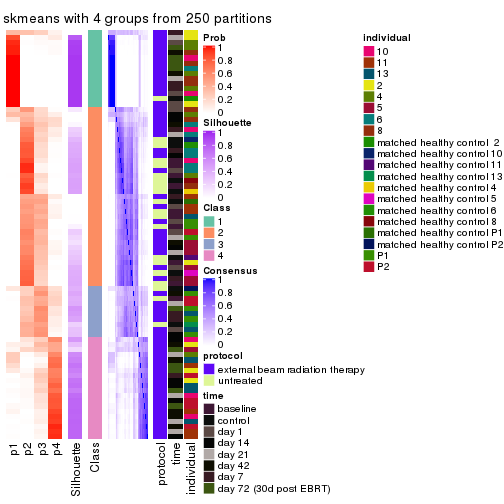 skmeans with 4 groups from 250 partitions
Prob
1
0.8
0.6
0.4
0.2
0
Silhouette
1
0.8
0.6
0.4
0.2
0
Class
1
2
3
4
Consensus
1
0.8
0.6
0.4
0.2
0
protocol
external beam radiation therapy
untreated
time
baseline
control
day 1
day 14
day 21
day 42
day 7
day 72 (30d post EBRT)
individual
10
11
13
2
4
5
6
8
matched healthy control 2
matched healthy control 10
matched healthy control 11
matched healthy control 13
matched healthy control 4
matched healthy control 5
matched healthy control 6
matched healthy control 8
matched healthy control P1
matched healthy control P2
P1
P2
p1
p2
p3
p4
Silhouette
Class
protocol
time
individual